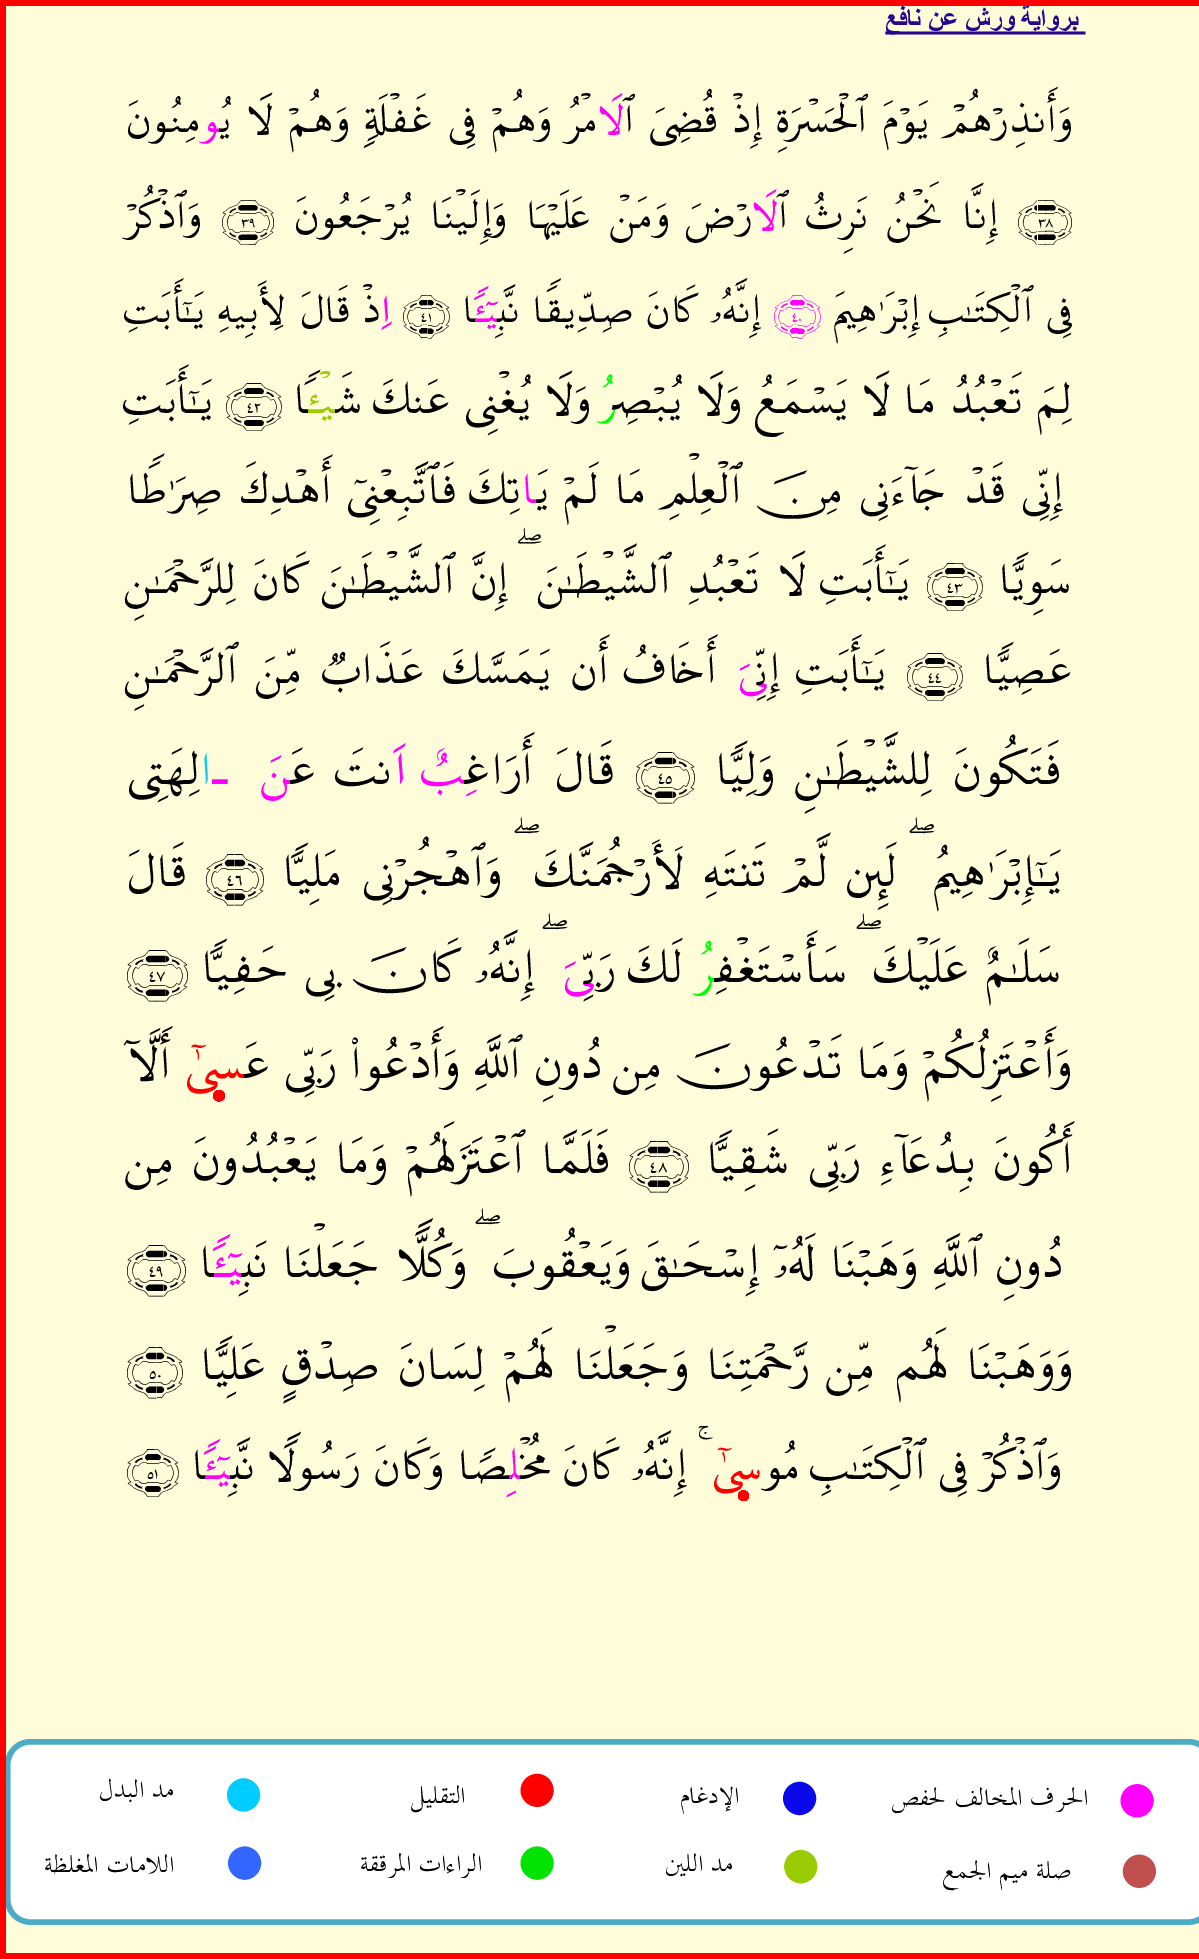 برواية ورش عن نافع
وَأَنذِرْهُمْ يَوْمَ ٱلْحَسْرَةِ إِذْ قُضِىَ ٱلَامْرُ وَهُمْ فِى غَفْلَةٍ وَهُمْ لَا يُومِنُونَ
٣٨ إِنَّا نَحْنُ نَرِثُ ٱلَارْضَ وَمَنْ عَلَيْهَا وَإِلَيْنَا يُرْجَعُونَ ٣٩ وَٱذْكُرْ
فِى ٱلْكِتَـٰبِ إِبْرَٰهِيمَ ٤٠ إِنَّهُۥ كَانَ صِدِّيقًا نَّبِيٓـًٔا ٤١ اِذْ قَالَ لِأَبِيهِ يَـٰٓأَبَتِ
لِمَ تَعْبُدُ مَا لَا يَسْمَعُ وَلَا يُبْصِرُ وَلَا يُغْنِى عَنكَ شَيْـًٔا ٤٢ يَـٰٓأَبَتِ
إِنِّى قَدْ جَآءَنِى مِنَ ٱلْعِلْمِ مَا لَمْ يَاتِكَ فَٱتَّبِعْنِىٓ أَهْدِكَ صِرَٰطًا
سَوِيًّا ٤٣ يَـٰٓأَبَتِ لَا تَعْبُدِ ٱلشَّيْطَـٰنَ ۖ إِنَّ ٱلشَّيْطَـٰنَ كَانَ لِلرَّحْمَـٰنِ
عَصِيًّا ٤٤ يَـٰٓأَبَتِ إِنِّىَ أَخَافُ أَن يَمَسَّكَ عَذَابٌ مِّنَ ٱلرَّحْمَـٰنِ
فَتَكُونَ لِلشَّيْطَـٰنِ وَلِيًّا ٤٥ قَالَ أَرَاغِبٌ اَنتَ عَنَ ـالِهَتِى
يَـٰٓإِبْرَٰهِيمُ ۖ لَئِن لَّمْ تَنتَهِ لَأَرْجُمَنَّكَ ۖ وَٱهْجُرْنِى مَلِيًّا ٤٦ قَالَ
سَلَـٰمٌ عَلَيْكَ ۖ سَأَسْتَغْفِرُ لَكَ رَبِّىَ ۖ إِنَّهُۥ كَانَ بِى حَفِيًّا ٤٧
وَأَعْتَزِلُكُمْ وَمَا تَدْعُونَ مِن دُونِ ٱللَّهِ وَأَدْعُوا۟ رَبِّى عَسىٰٓ أَلَّآ
أَكُونَ بِدُعَآءِ رَبِّى شَقِيًّا ٤٨ فَلَمَّا ٱعْتَزَلَهُمْ وَمَا يَعْبُدُونَ مِن
دُونِ ٱللَّهِ وَهَبْنَا لَهُۥٓ إِسْحَـٰقَ وَيَعْقُوبَ ۖ وَكُلًّا جَعَلْنَا نَبِيٓـًٔا ٤٩
وَوَهَبْنَا لَهُم مِّن رَّحْمَتِنَا وَجَعَلْنَا لَهُمْ لِسَانَ صِدْقٍ عَلِيًّا ٥٠
وَٱذْكُرْ فِى ٱلْكِتَـٰبِ مُوسىٰٓ ۚ إِنَّهُۥ كَانَ مُخْلِصًا وَكَانَ رَسُولًا نَّبِيٓـًٔا ٥١
الحرف المخالف لحفص الإدغام التقليل مد البدل
صلة ميم الجمع مد اللين الراءات المرققة اللامات المغلظة